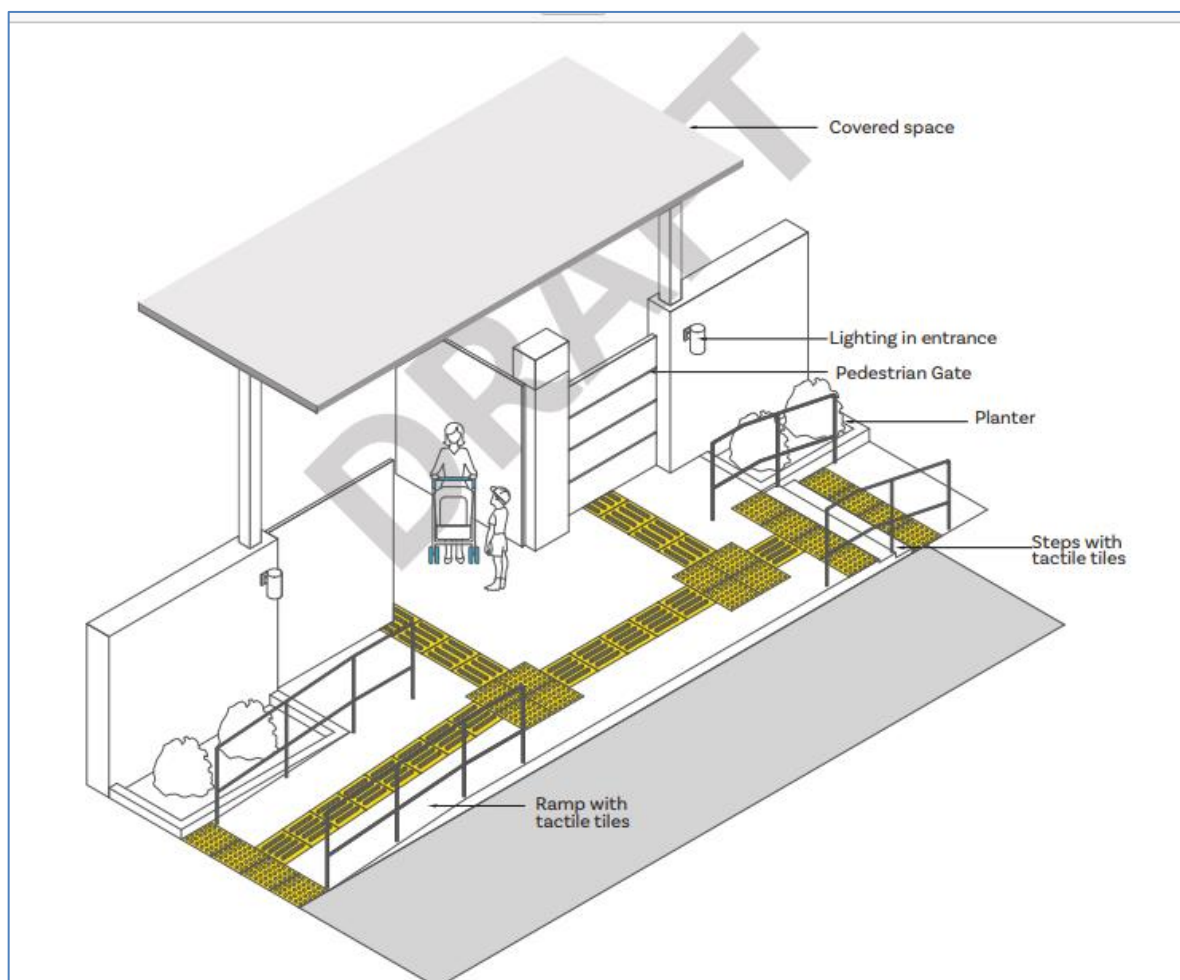 DRAFT
Covered space
Lighting in entrance
Pedestrian Gate
Planter
Steps with
tactile tiles
Ramp with
tactile tiles